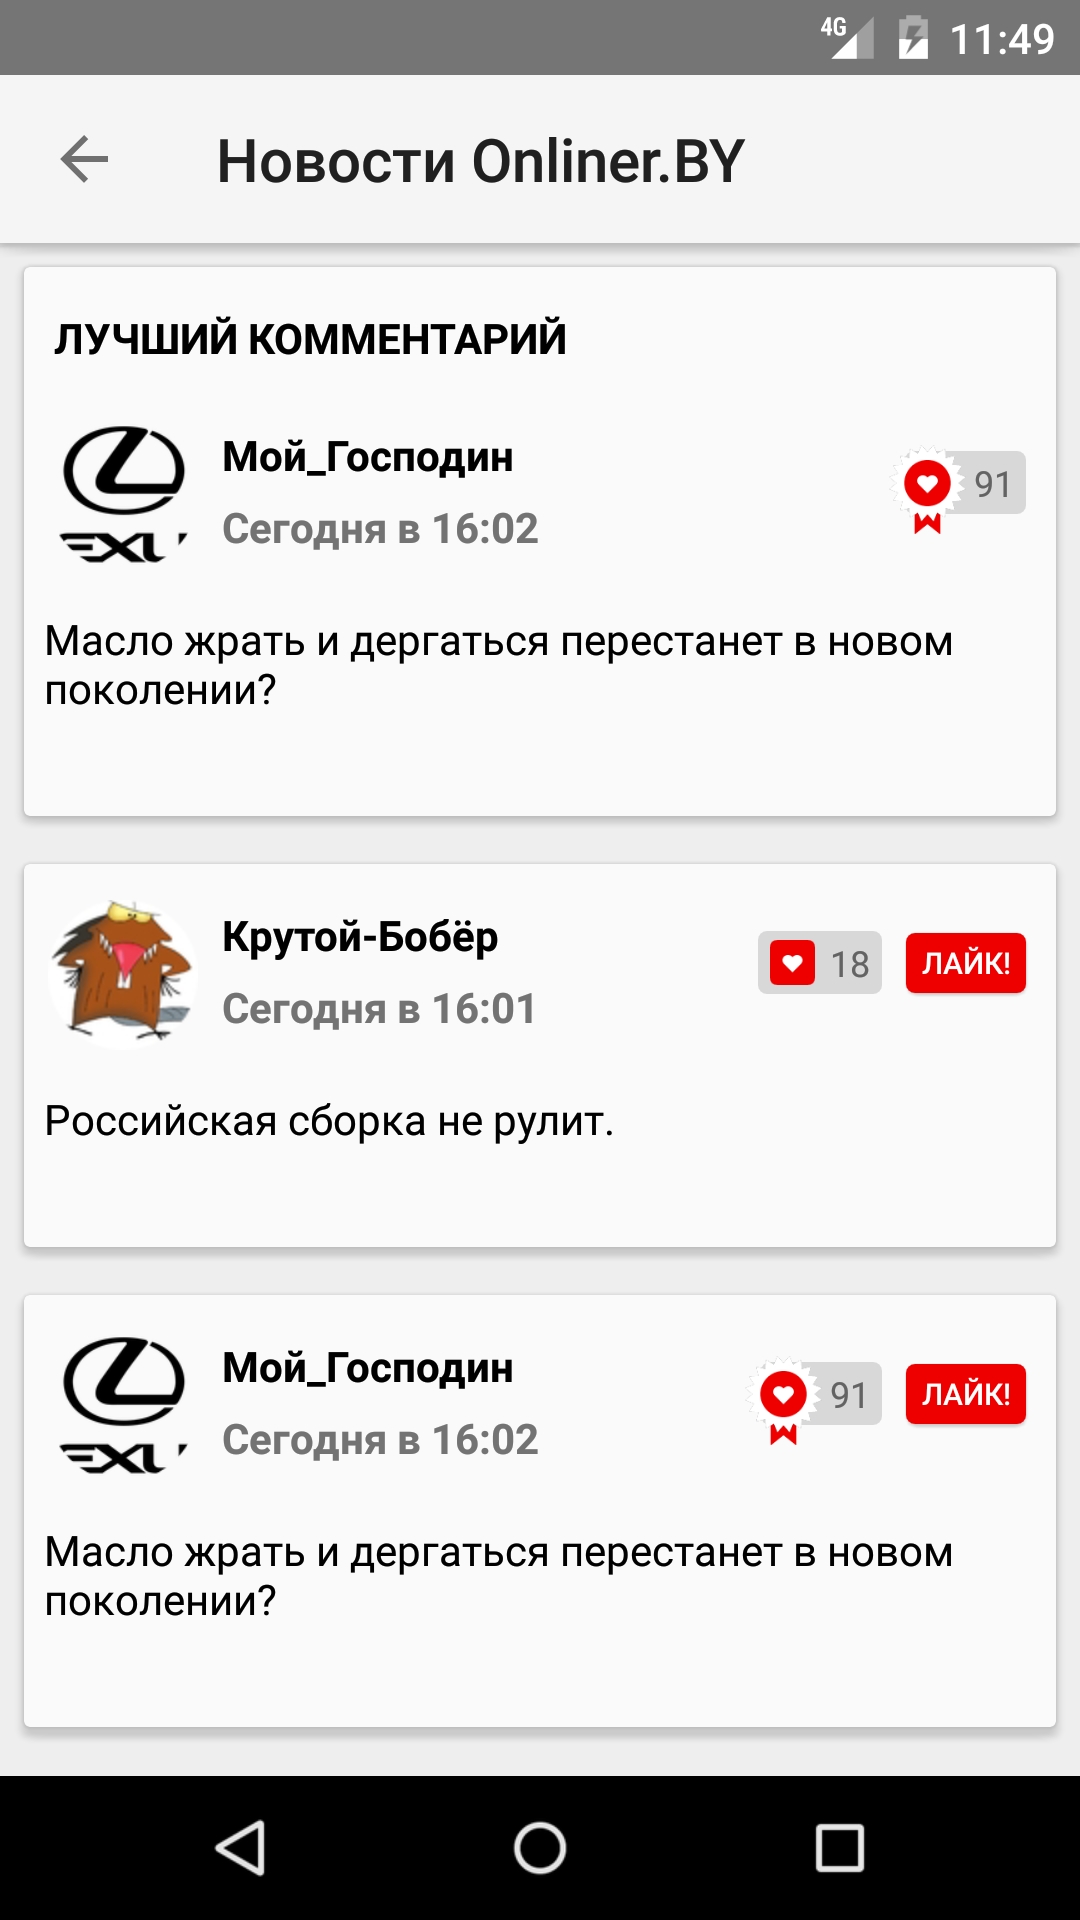 4G 11:49
Новости Onliner.BY
ЛУЧШИЙ КОММЕНТАРИЙ
Мой_Господин
91
Сегодня в 16:02
Масло жрать и дергаться перестанет в новом
поколении?
Крутой-Бобёр
18 ЛАЙК!
Сегодня в 16:01
Российская сборка не рулит.
Мой_Господин
91 ЛАЙК!
Сегодня в 16:02
Масло жрать и дергаться перестанет в новом
поколении?